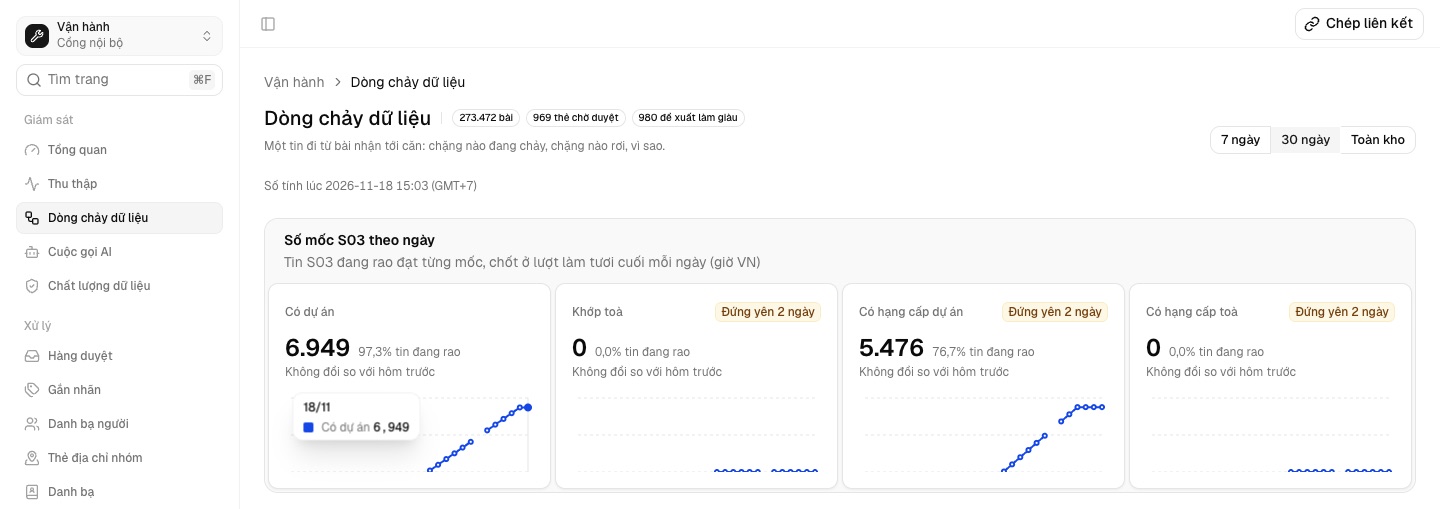 Vận hành
Cổng nội bộ
Tìm trang
⌘F
Giám sát
Tổng quan
Thu thập
Dòng chảy dữ liệu
Cuộc gọi AI
Chất lượng dữ liệu
Xử lý
Hàng duyệt
Gắn nhãn
Danh bạ người
Thẻ địa chỉ nhóm
Danh bạ
Chép liên kết
Vận hành > Dòng chảy dữ liệu
Dòng chảy dữ liệu
273.472 bài
969 thẻ chờ duyệt
980 đề xuất làm giàu
Một tin đi từ bài nhận tới căn: chặng nào đang chảy, chặng nào rơi, vì sao.
7 ngày
30 ngày
Toàn kho
Số tính lúc 2026-11-18 15:03 (GMT+7)
Số mốc S03 theo ngày
Tin S03 đang rao đạt từng mốc, chốt ở lượt làm tươi cuối mỗi ngày (giờ VN)
Có dự án
6.949 97,3% tin đang rao
Không đổi so với hôm trước
18/11
Có dự án 6,949
Khớp toà
Đứng yên 2 ngày
0 0,0% tin đang rao
Không đổi so với hôm trước
Có hạng cấp dự án
Đứng yên 2 ngày
5.476 76,7% tin đang rao
Không đổi so với hôm trước
Có hạng cấp toà
Đứng yên 2 ngày
0 0,0% tin đang rao
Không đổi so với hôm trước